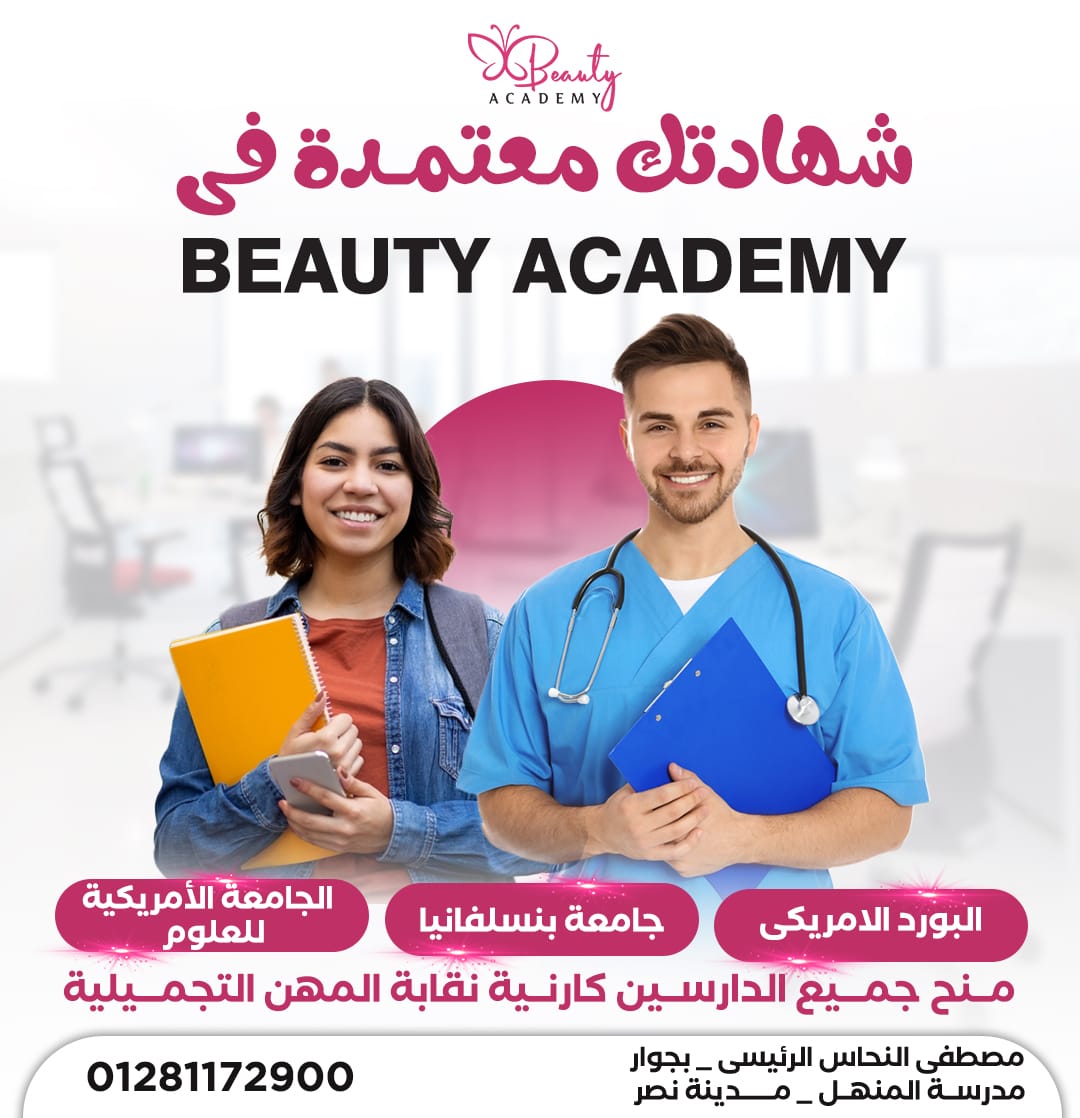 Beauty
ACADEMY
شهادتك معتمدة فى
BEAUTY ACADEMY
البورد الامريكى
جامعة بنسلفانيا
الجامعة الأمريكية
للعلوم
منح جميع الدارسين كارنية نقابة المهن التجميلية
مصطفى النحاس الرئيسى _ بجوار
مدرسة المنهل _ مدينة نصر
01281172900